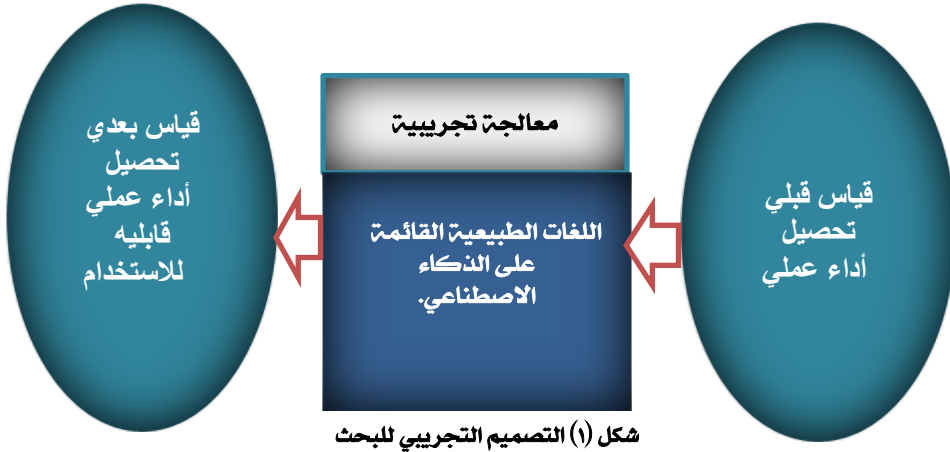 قياس قبلي
تحصيل
أداء عملي
معالجة تجريبية
اللغات الطبيعية القائمة
على الذكاء
الاصطناعي.
قياس بعدي
تحصيل
أداء عملي
قابليه
للاستخدام
شكل (١) التصميم التجريبي للبحث